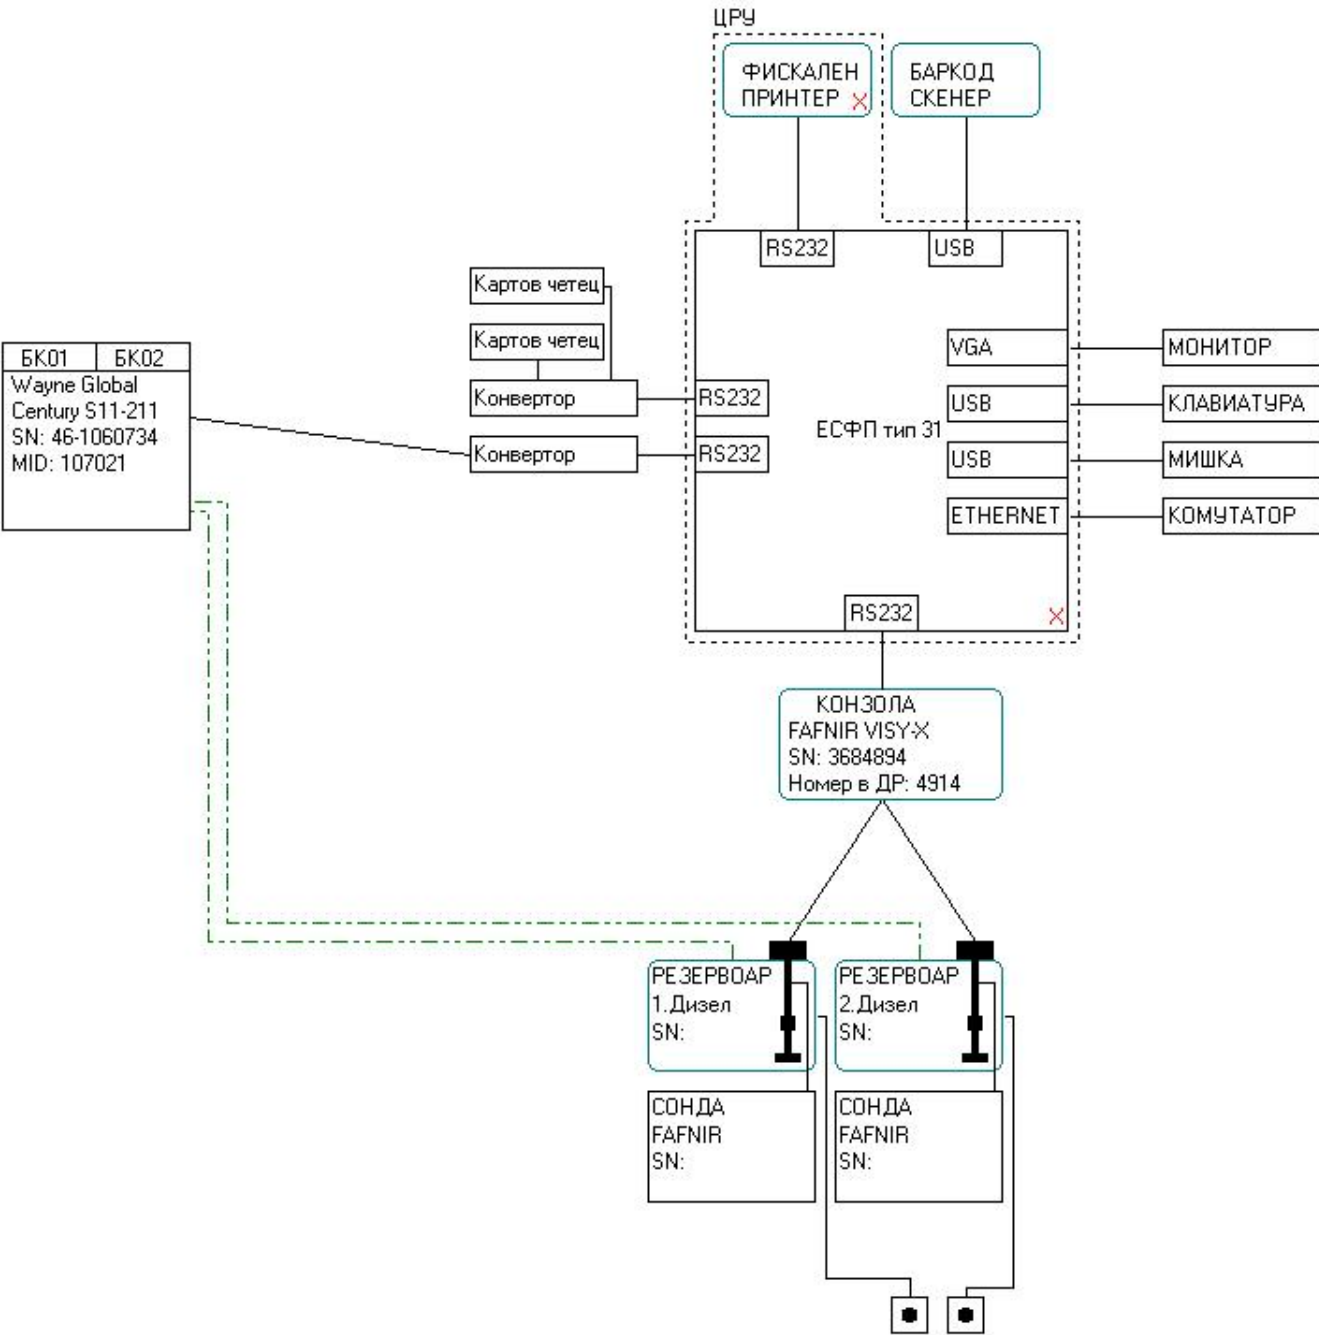 ЦРУ
ФИСКАЛЕН
ПРИНТЕР
БАРКОД
СКЕНЕР
RS232
USB
Картов четец
Картов четец
Конвертор
RS232
Конвертор
RS232
БК01
БК02
Wayne Global
Century S11-211
SN: 46-1060734
MID: 107021
ЕСФП тип 31
VGA
МОНИТОР
USB
КЛАВИАТУРА
USB
МИШКА
ETHERNET
КОМУТАТОР
RS232
КОНЗОЛА
FAFNIR VISY-X
SN: 3684894
Номер в ДР: 4914
РЕЗЕРВОАР
1.Дизел
SN:
РЕЗЕРВОАР
2.Дизел
SN:
СОНДА
FAFNIR
SN:
СОНДА
FAFNIR
SN: